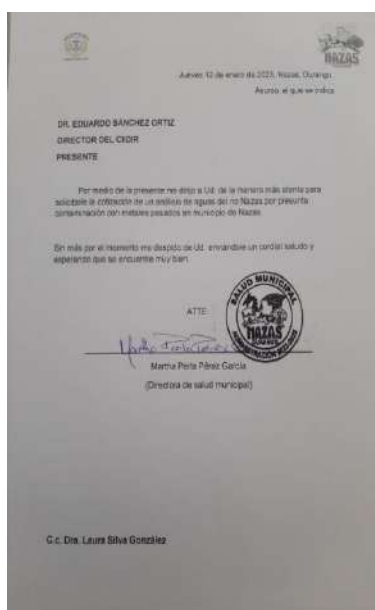 NAZAS
Jueves 12 de enero de 2023, Nazas, Durango
Asunto: el que se indica
DR. EDUARDO SÁNCHEZ ORTIZ
DIRECTOR DEL CIIDIR
PRESENTE
Por medio de la presente me dirijo a Ud. de la manera más atenta para
solicitarle la cotización de un análisis de aguas del rio Nazas por presunta
contaminación con metales pesados en municipio de Nazas.
Sin más por el momento me despido de Ud. enviándole un cordial saludo y
esperando que se encuentre muy bien.
ATTE:
SALUD MUNICIPAL
NAZAS
Martha Perla Pérez García
(Directora de salud municipal)
C.c. Dra. Laura Silva González